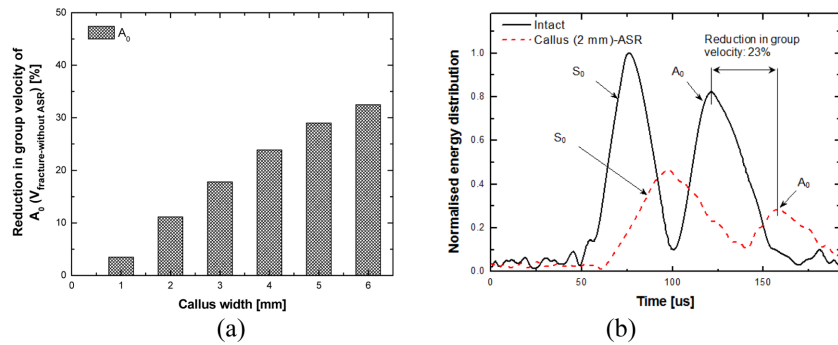 50
40
30
20
10
0
0
1
2
3
4
5
6
A₀
Reduction in group velocity of
A₀ (V_fracture-without ASR) [%]
Callus width [mm]
(a)
Intact
Callus (2 mm)-ASR
Reduction in group
velocity: 23%
S₀
A₀
S₀
A₀
1.0
0.8
0.6
0.4
0.2
0.0
0
50
100
150
Normalised energy distribution
Time [us]
(b)